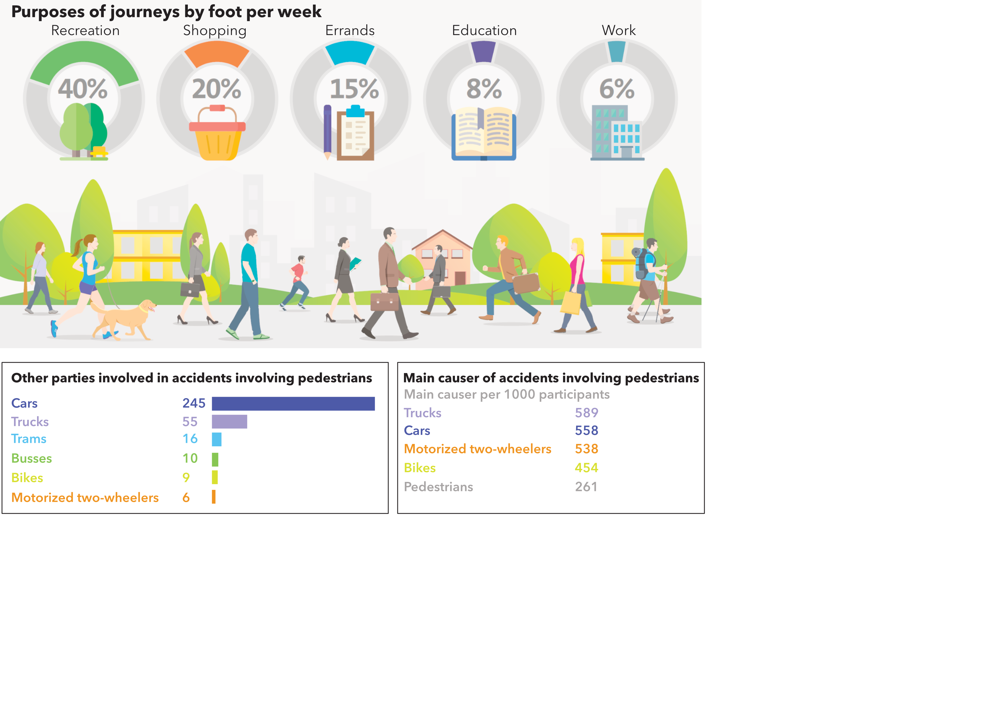 Purposes of journeys by foot per week
Recreation
Shopping
Errands
Education
Work
40%
20%
15%
8%
6%
Other parties involved in accidents involving pedestrians
Cars 245
Trucks 55
Trams 16
Busses 10
Bikes 9
Motorized two-wheelers 6
Main causer of accidents involving pedestrians
Main causer per 1000 participants
Trucks 589
Cars 558
Motorized two-wheelers 538
Bikes 454
Pedestrians 261